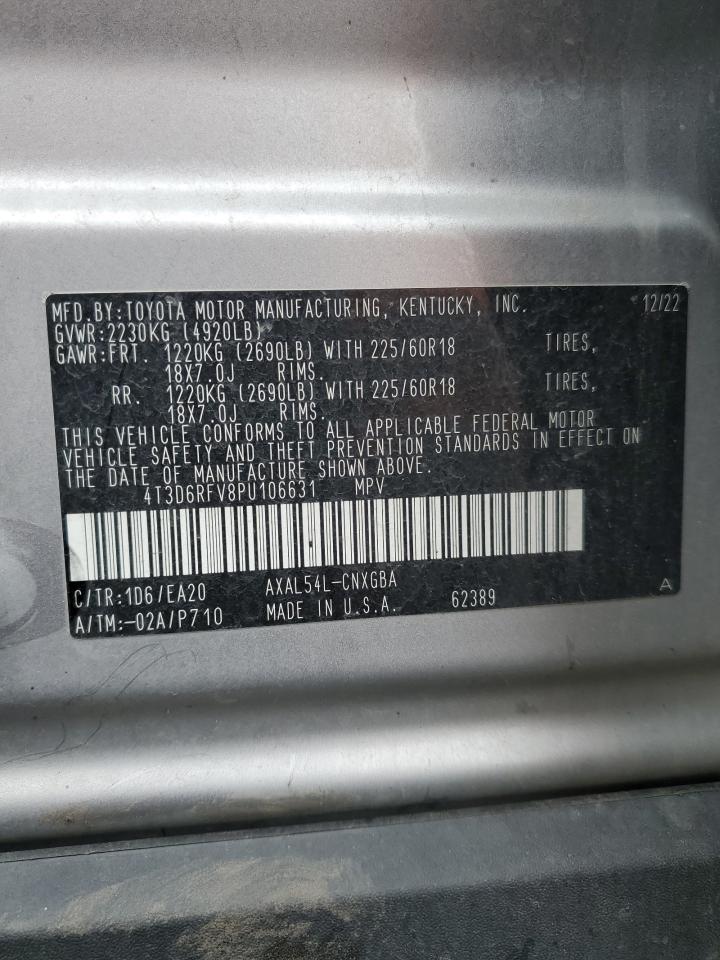 MFD.BY:TOYOTA MOTOR MANUFACTURING, KENTUCKY, INC. 12/22
GVWR:2230KG (4920LB)
GAWR:FRT. 1220KG (2690LB) WITH 225/60R18 TIRES,
18X7.0J RIMS.
RR. 1220KG (2690LB) WITH 225/60R18 TIRES,
18X7.0J RIMS.
THIS VEHICLE CONFORMS TO ALL APPLICABLE FEDERAL MOTOR
VEHICLE SAFETY AND THEFT PREVENTION STANDARDS IN EFFECT ON
THE DATE OF MANUFACTURE SHOWN ABOVE.
4T3D6RFV8PU106631 MPV
C/TR:1D6/EA20 AXAL54L-CNXGBA
A/TM:-02A/P710 MADE IN U.S.A. 62389 A